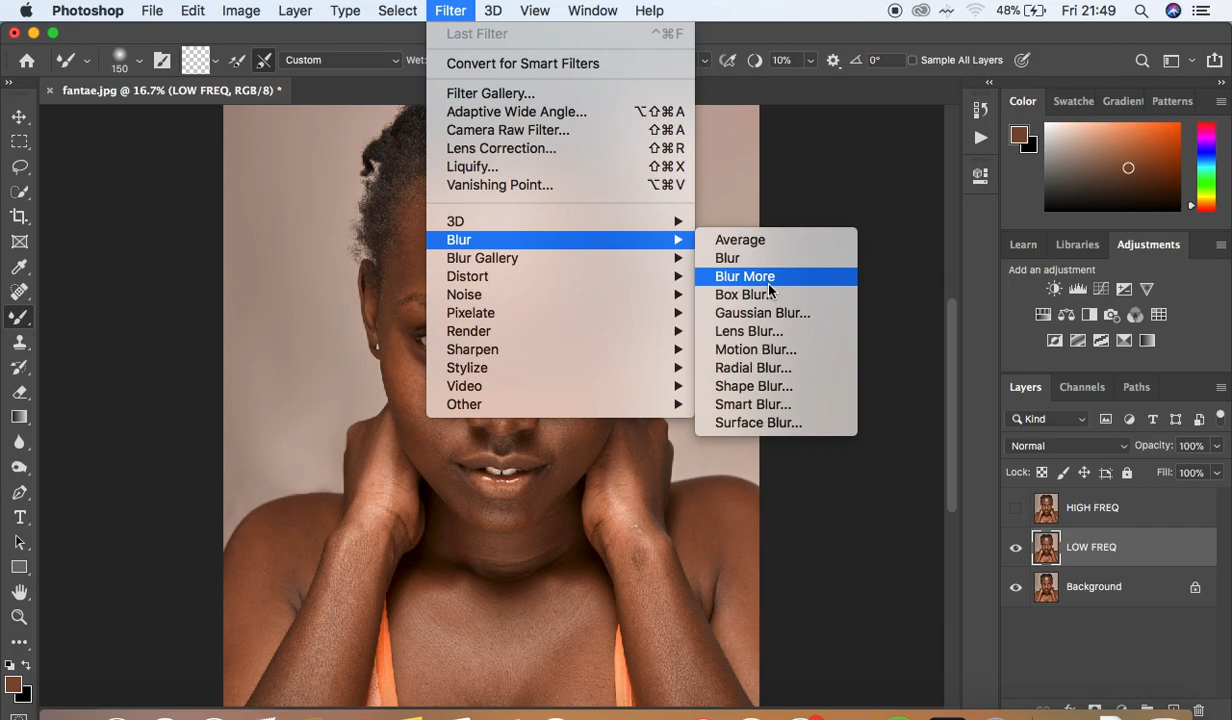 Photoshop File Edit Image Layer Type Select Filter 3D View Window Help 48% Fri 21:49
150 Custom Wet: 10% 0° Sample All Layers
× fantae.jpg @ 16.7% (LOW FREQ, RGB/8) *
Last Filter ^⌘F
Convert for Smart Filters
Filter Gallery...
Adaptive Wide Angle... ⌥⇧⌘A
Camera Raw Filter... ⇧⌘A
Lens Correction... ⇧⌘R
Liquify... ⇧⌘X
Vanishing Point... ⌥⌘V
3D
Blur
Blur Gallery
Distort
Noise
Pixelate
Render
Sharpen
Stylize
Video
Other
Average
Blur
Blur More
Box Blur...
Gaussian Blur...
Lens Blur...
Motion Blur...
Radial Blur...
Shape Blur...
Smart Blur...
Surface Blur...
Color Swatche Gradient Patterns
Learn Libraries Adjustments
Add an adjustment
Layers Channels Paths
Kind
Normal Opacity: 100%
Lock: Fill: 100%
HIGH FREQ
LOW FREQ
Background